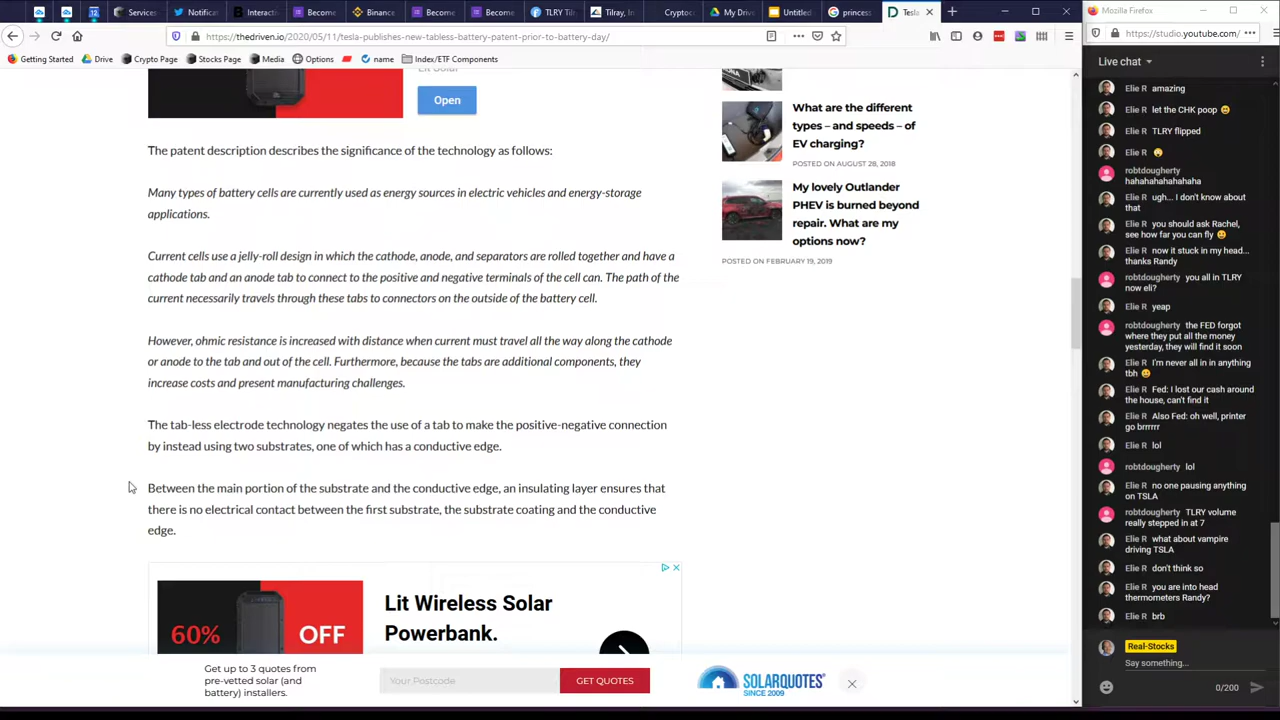 Services
Notificat
12
Interacti
Become
Binance
Become
Become
TLRY Tilr
Tilray, In
Cryptoc
My Driv
Untitled
princess
Tesla
Mozilla Firefox
https://thedriven.io/2020/05/11/tesla-publishes-new-tabless-battery-patent-prior-to-battery-day/
https://studio.youtube.com/
Getting Started
Drive
Crypto Page
Stocks Page
Media
Options
name
Index/ETF Components
Open
The patent description describes the significance of the technology as follows:
Many types of battery cells are currently used as energy sources in electric vehicles and energy-storage
applications.
Current cells use a jelly-roll design in which the cathode, anode, and separators are rolled together and have a
cathode tab and an anode tab to connect to the positive and negative terminals of the cell can. The path of the
current necessarily travels through these tabs to connectors on the outside of the battery cell.
However, ohmic resistance is increased with distance when current must travel all the way along the cathode
or anode to the tab and out of the cell. Furthermore, because the tabs are additional components, they
increase costs and present manufacturing challenges.
The tab-less electrode technology negates the use of a tab to make the positive-negative connection
by instead using two substrates, one of which has a conductive edge.
Between the main portion of the substrate and the conductive edge, an insulating layer ensures that
there is no electrical contact between the first substrate, the substrate coating and the conductive
edge.
60%
OFF
Lit Wireless Solar
Powerbank.
Get up to 3 quotes from
pre-vetted solar (and
battery) installers.
Your Postcode
GET QUOTES
SOLARQUOTES
SINCE 2009
What are the different
types – and speeds – of
EV charging?
POSTED ON AUGUST 28, 2018
My lovely Outlander
PHEV is burned beyond
repair. What are my
options now?
POSTED ON FEBRUARY 19, 2019
Live chat
Elie R amazing
Elie R let the CHK poop
Elie R TLRY flipped
Elie R
robtdougherty
hahahahahahahaha
Elie R ugh... I don't know about
that
Elie R you should ask Rachel,
see how far you can fly
Elie R now it stuck in my head...
thanks Randy
robtdougherty you all in TLRY
now eli?
Elie R yeap
robtdougherty the FED forgot
where they put all the money
yesterday, they will find it soon
Elie R I'm never all in in anything
tbh
Elie R Fed: I lost our cash around
the house, can't find it
Elie R Also Fed: oh well, printer
go brrrrrr
Elie R lol
robtdougherty lol
Elie R no one pausing anything
on TSLA
robtdougherty TLRY volume
really stepped in at 7
Elie R what about vampire
driving TSLA
Elie R don't think so
Elie R you are into head
thermometers Randy?
Elie R brb
Real-Stocks
Say something...
0/200